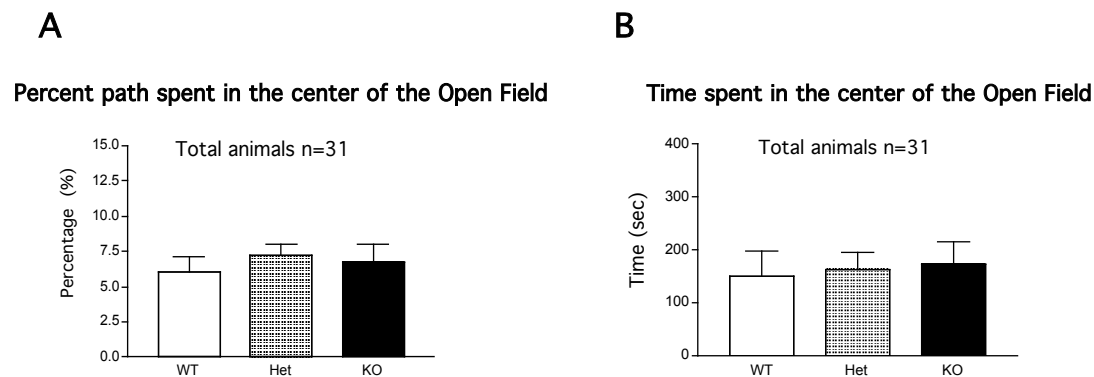 A
Percent path spent in the center of the Open Field
Total animals n=31
Percentage (%)
15.0
12.5
10.0
7.5
5.0
2.5
0.0
WT Het KO
B
Time spent in the center of the Open Field
Total animals n=31
Time (sec)
400
300
200
100
0
WT Het KO